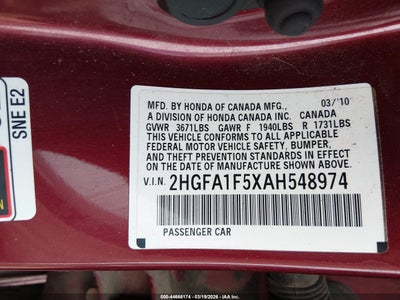 SNE E2
MFD. BY HONDA OF CANADA MFG., 03/'10
A DIVISION OF HONDA CANADA INC. CANADA
GVWR 3671LBS GAWR F 1940LBS R 1731LBS
THIS VEHICLE CONFORMS TO ALL APPLICABLE
FEDERAL MOTOR VEHICLE SAFETY, BUMPER,
AND THEFT PREVENTION STANDARDS IN EFFECT
ON THE DATE OF MANUFACTURE SHOWN ABOVE.
V.I.N. 2HGFA1F5XAH548974
PASSENGER CAR
000-44668174 - 03/19/2026 - IAA INC.